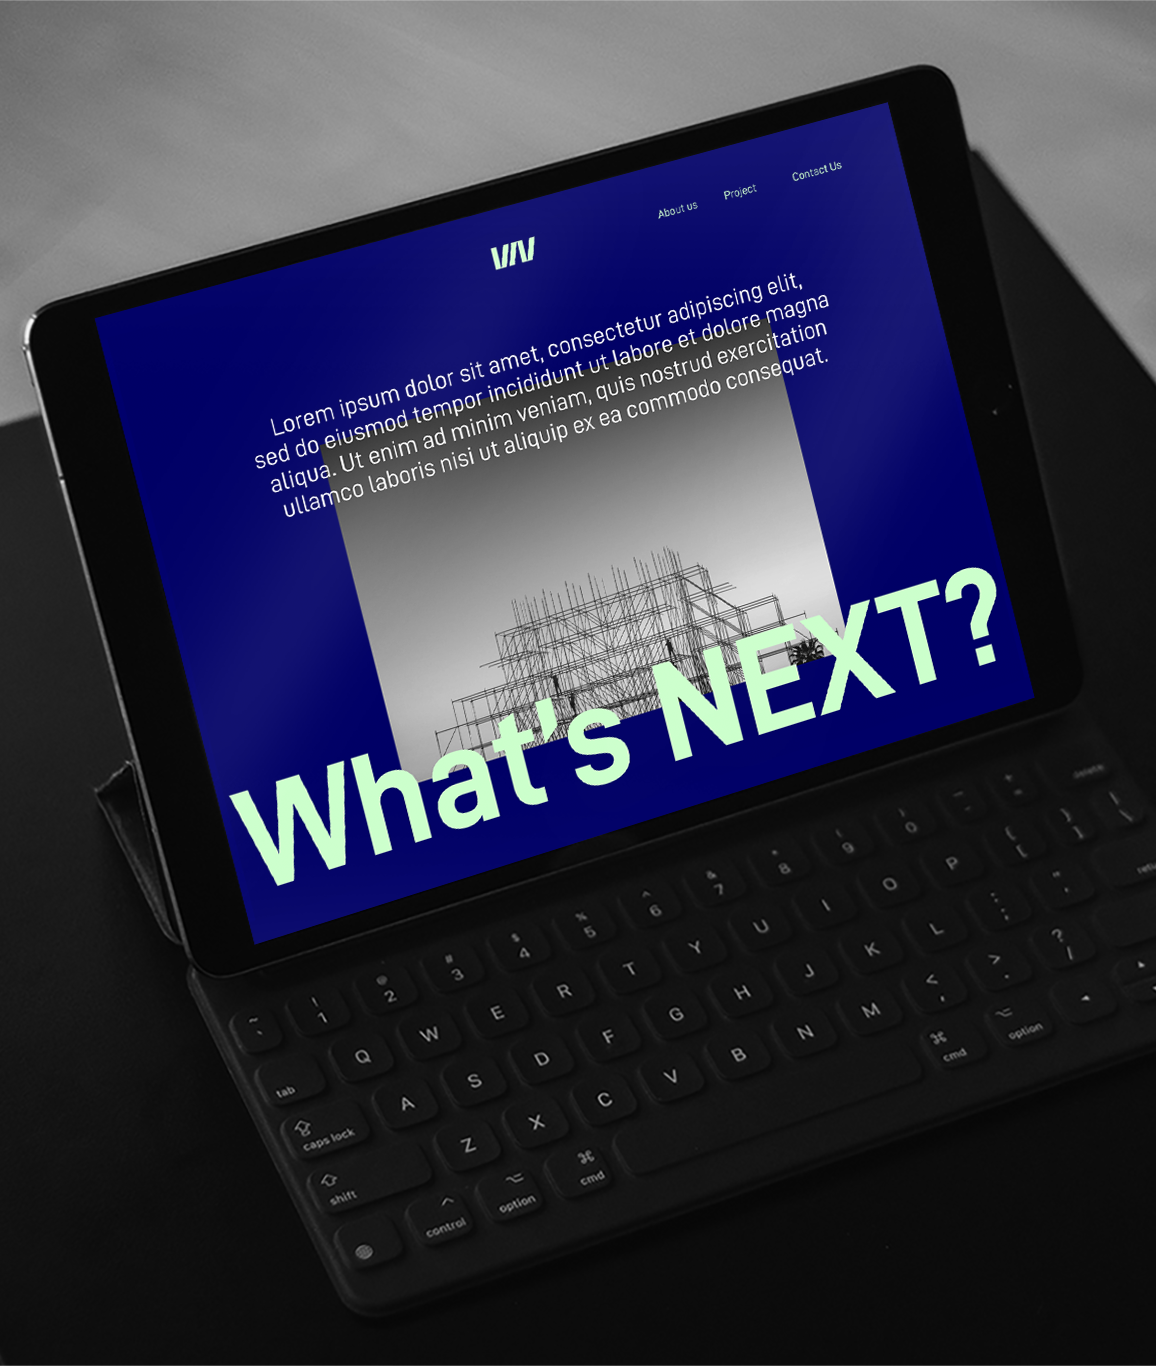 About us Project Contact Us
Lorem ipsum dolor sit amet, consectetur adipiscing elit,
sed do eiusmod tempor incididunt ut labore et dolore magna
aliqua. Ut enim ad minim veniam, quis nostrud exercitation
ullamco laboris nisi ut aliquip ex ea commodo consequat.
What's NEXT?
~ ! @ # $ % ^ & * ( ) _ +
` 1 2 3 4 5 6 7 8 9 0 - = delete
tab Q W E R T Y U I O P { [ } ] | \
caps lock A S D F G H J K L : ; " '
shift Z X C V B N M < , > . ? /
control option cmd cmd option